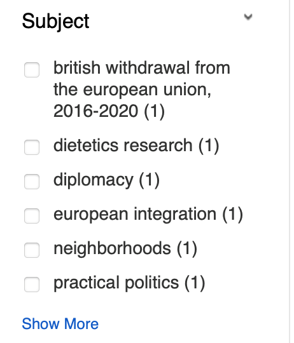 Subject
british withdrawal from
the european union,
2016-2020 (1)
dietetics research (1)
diplomacy (1)
european integration (1)
neighborhoods (1)
practical politics (1)
Show More